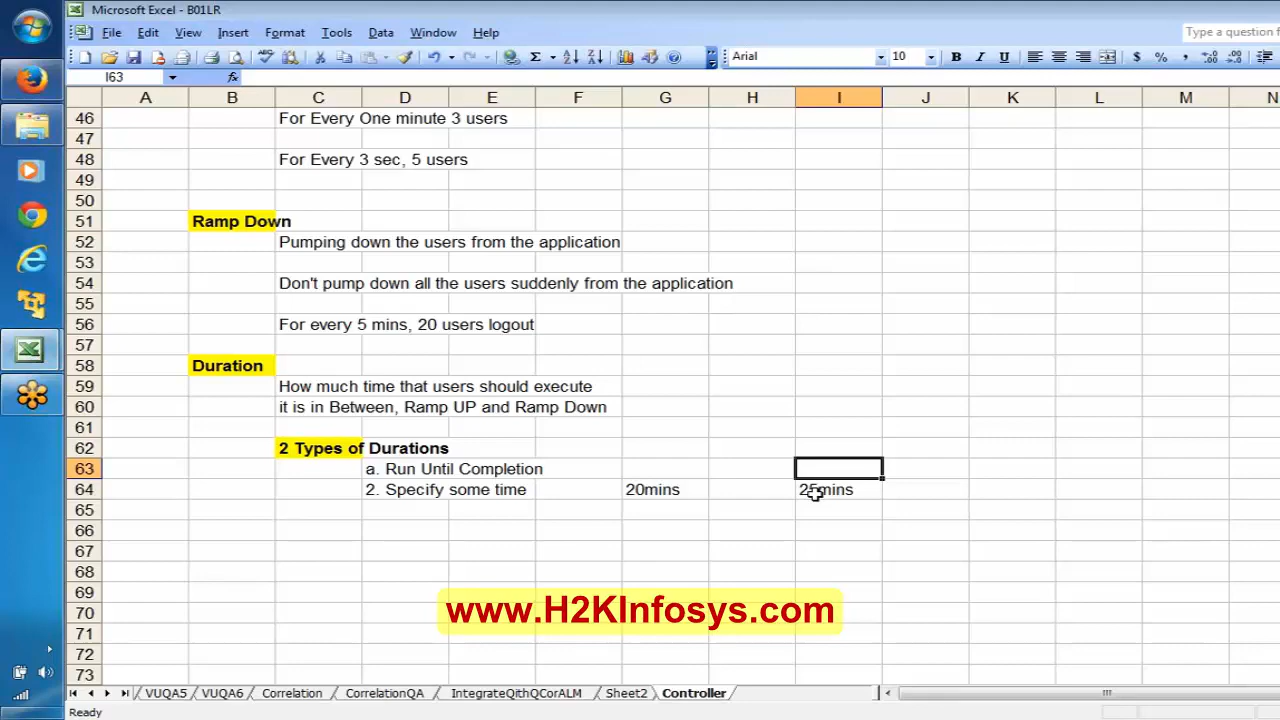 Microsoft Excel - B01LR
File Edit View Insert Format Tools Data Window Help
Type a question f
Arial 10 B I U $ % ,
I63 fx
A B C D E F G H I J K L M N
46 For Every One minute 3 users
47
48 For Every 3 sec, 5 users
49
50
51 Ramp Down
52 Pumping down the users from the application
53
54 Don't pump down all the users suddenly from the application
55
56 For every 5 mins, 20 users logout
57
58 Duration
59 How much time that users should execute
60 it is in Between, Ramp UP and Ramp Down
61
62 2 Types of Durations
63 a. Run Until Completion
64 2. Specify some time 20mins 25mins
65
66
67
68
69
70
71
72
73
www.H2KInfosys.com
VUQA5 VUQA6 Correlation CorrelationQA IntegrateQithQCorALM Sheet2 Controller
Ready